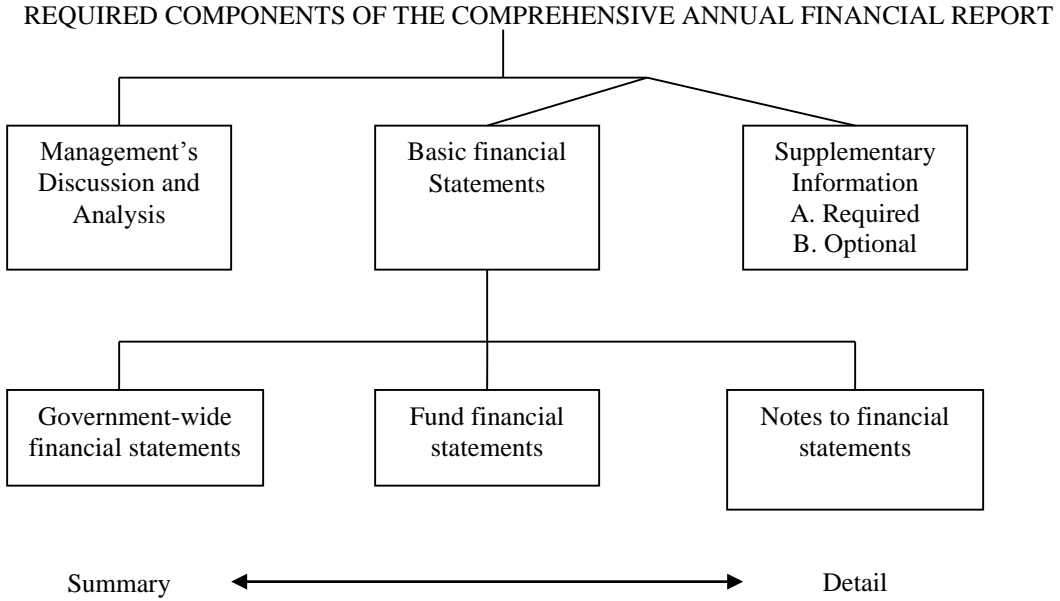 REQUIRED COMPONENTS OF THE COMPREHENSIVE ANNUAL FINANCIAL REPORT
Management’s
Discussion and
Analysis
Basic financial
Statements
Supplementary
Information
A. Required
B. Optional
Government-wide
financial statements
Fund financial
statements
Notes to financial
statements
Summary
Detail